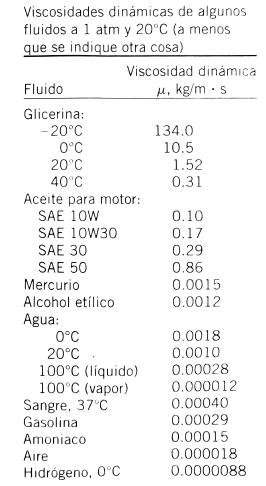 Viscosidades dinámicas de algunos
fluidos a 1 atm y 20°C (a menos
que se indique otra cosa)
Viscosidad dinámica
Fluido μ, kg/m · s
Glicerina:
−20°C 134.0
0°C 10.5
20°C 1.52
40°C 0.31
Aceite para motor:
SAE 10W 0.10
SAE 10W30 0.17
SAE 30 0.29
SAE 50 0.86
Mercurio 0.0015
Alcohol etílico 0.0012
Agua:
0°C 0.0018
20°C 0.0010
100°C (líquido) 0.00028
100°C (vapor) 0.000012
Sangre, 37°C 0.00040
Gasolina 0.00029
Amoniaco 0.00015
Aire 0.000018
Hidrógeno, 0°C 0.0000088